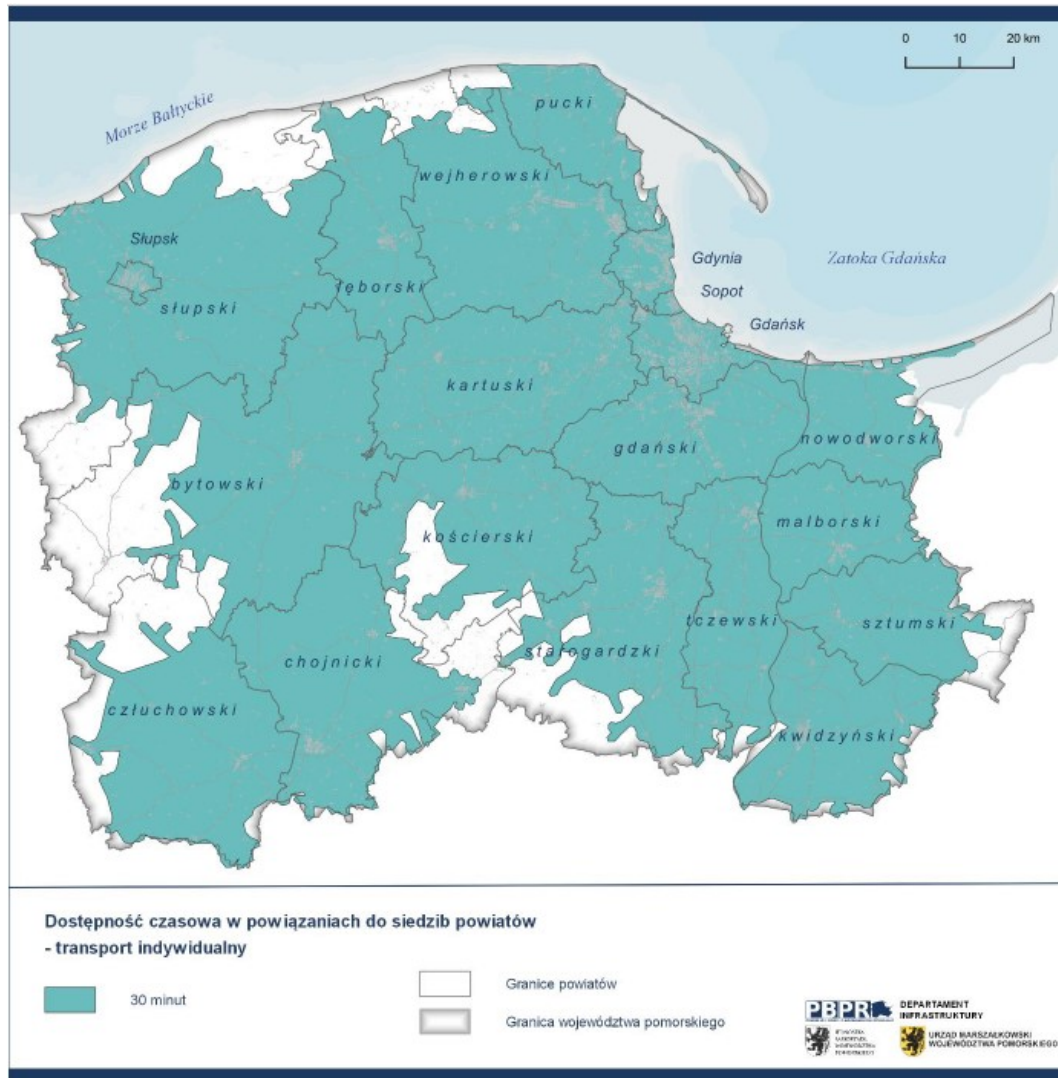 0 10 20 km
Morze Bałtyckie
pucki
wejherowski
Słupsk
Gdynia
Zatoka Gdańska
słupski
lęborski
Sopot
Gdańsk
kartuski
gdański
nowodworski
bytowski
kościerski
malborski
tczewski
sztumski
starogardzki
chojnicki
człuchowski
kwidzyński
Dostępność czasowa w powiązaniach do siedzib powiatów
- transport indywidualny
30 minut
Granice powiatów
Granica województwa pomorskiego
PBPR
DEPARTAMENT
INFRASTRUKTURY
URZĄD MARSZAŁKOWSKI
WOJEWÓDZTWA POMORSKIEGO